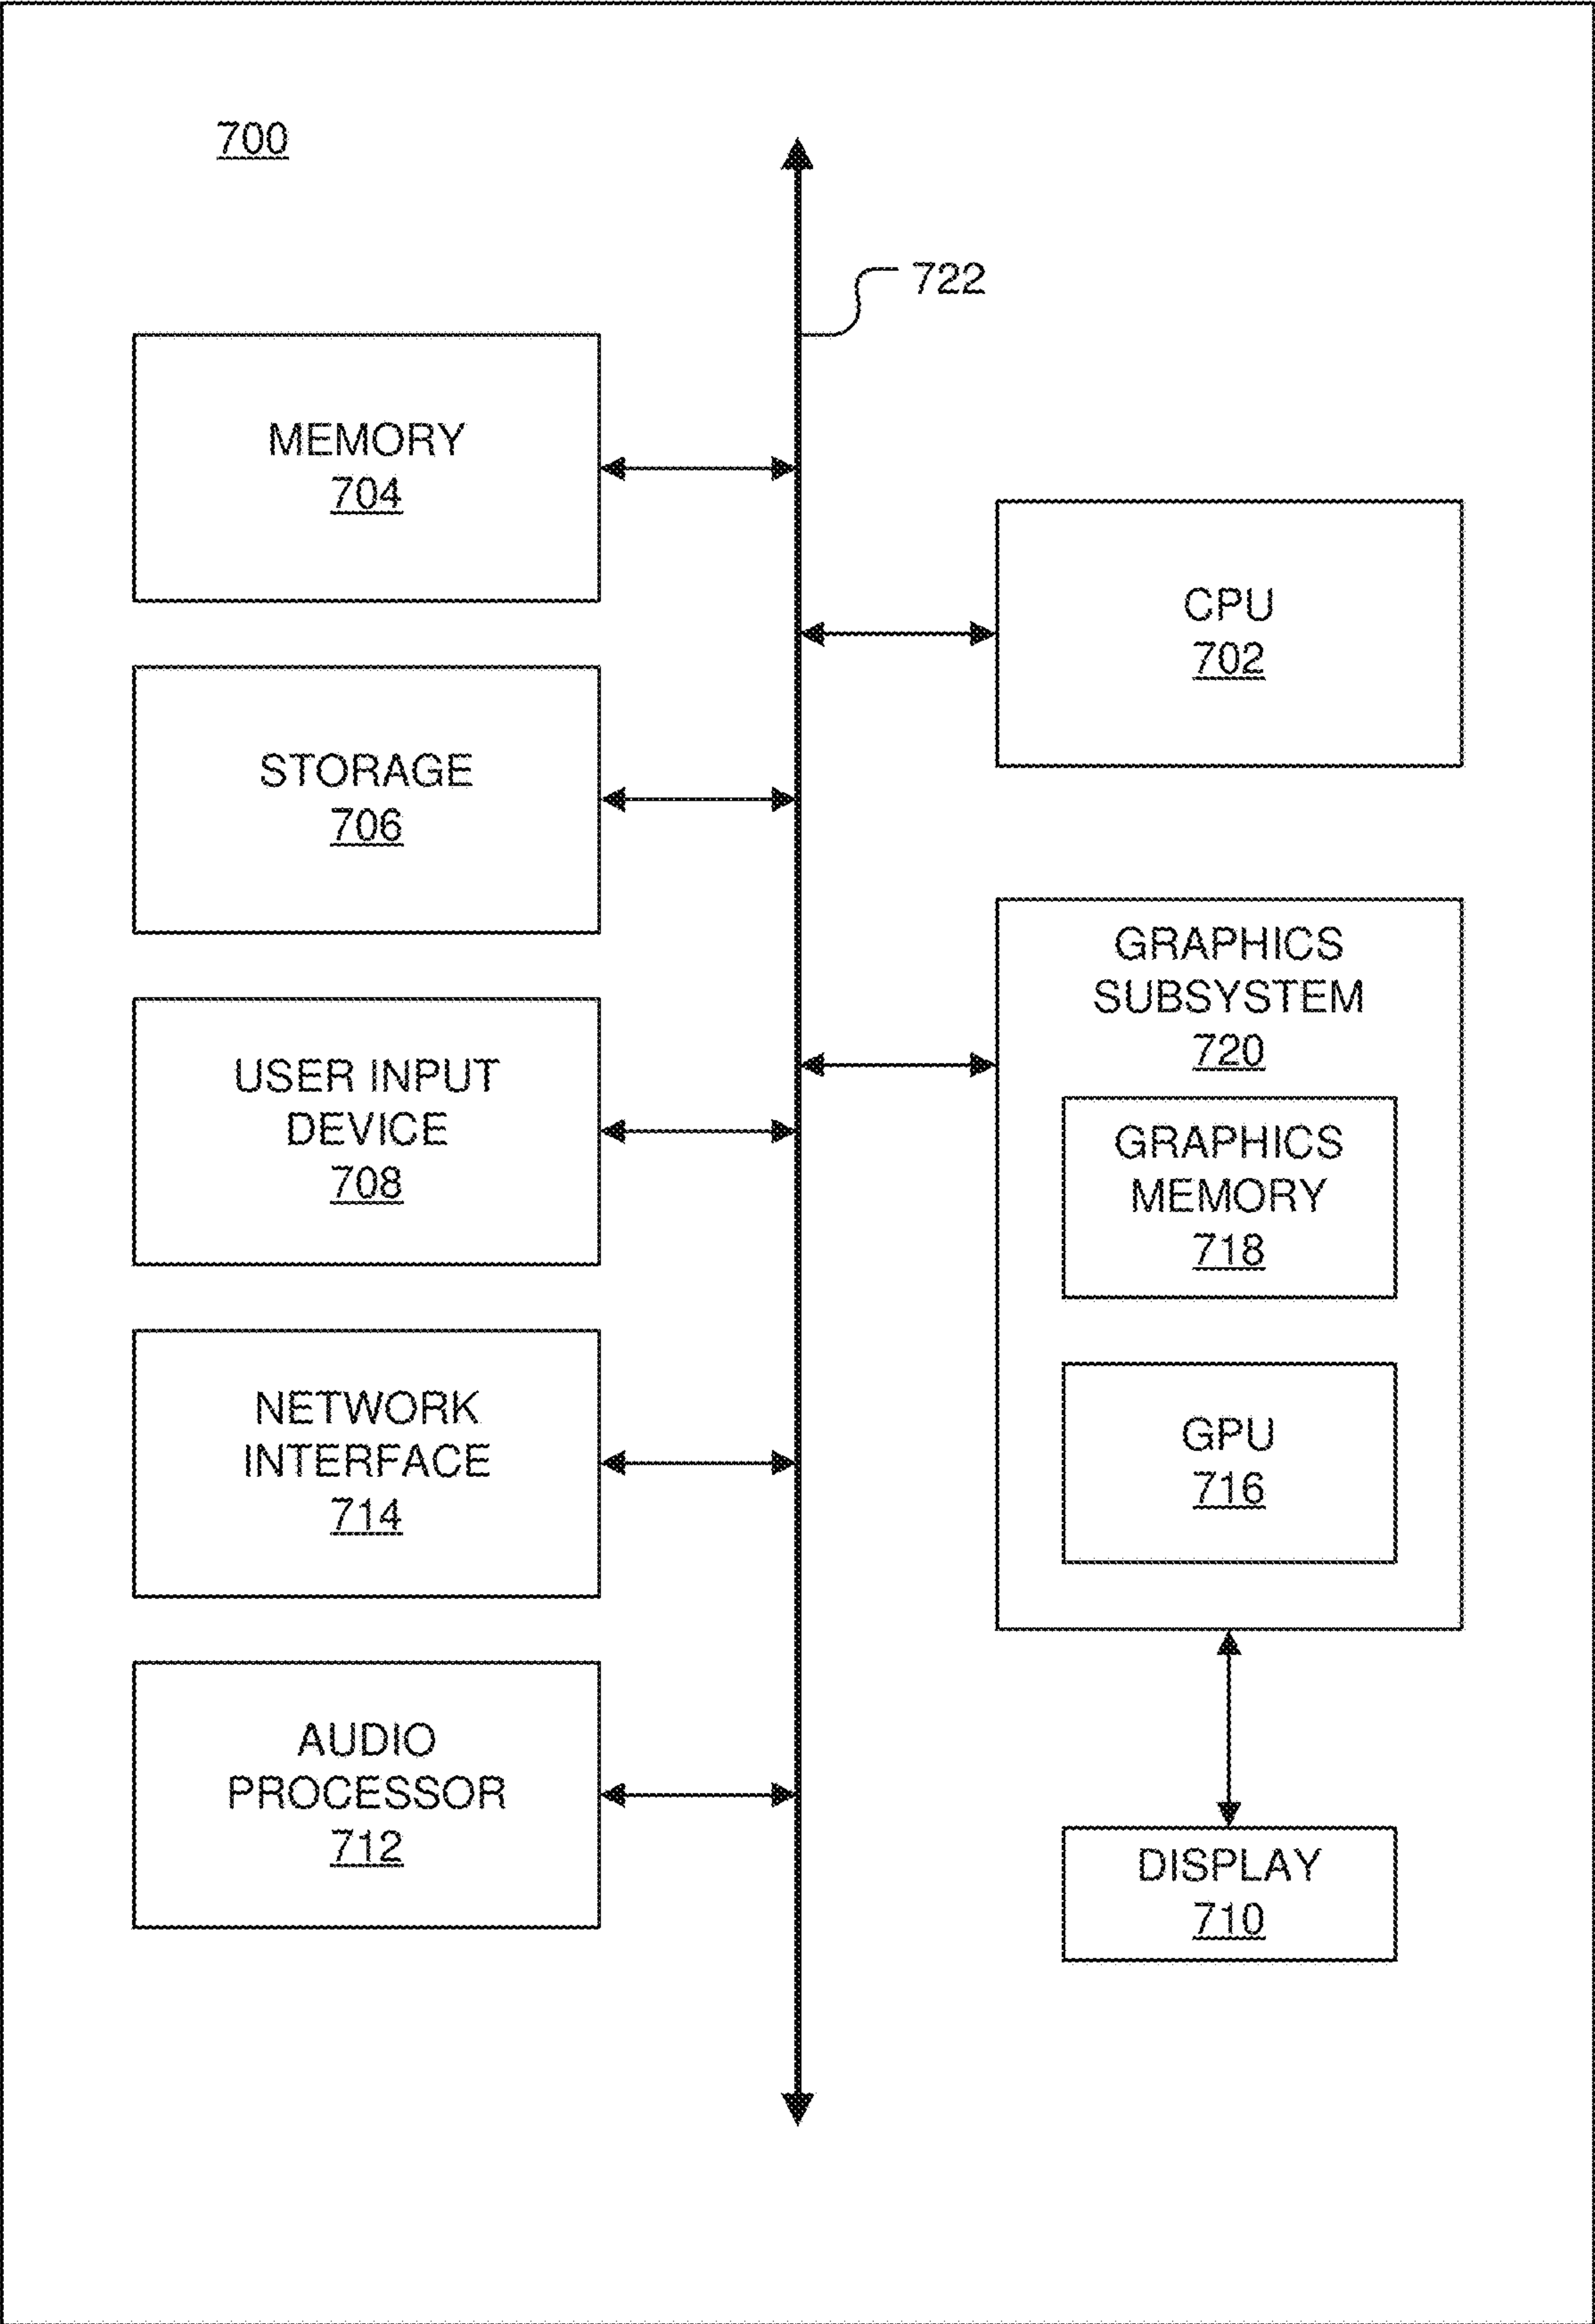 700
722
MEMORY
704
STORAGE
706
USER INPUT
DEVICE
708
NETWORK
INTERFACE
714
AUDIO
PROCESSOR
712
CPU
702
GRAPHICS
SUBSYSTEM
720
GRAPHICS
MEMORY
718
GPU
716
DISPLAY
710